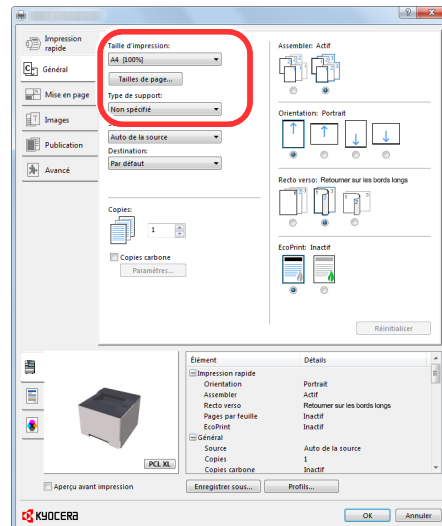 Impression
rapide
Général
Mise en page
Images
Publication
Avancé
Taille d'impression:
A4 [100%]
Tailles de page...
Type de support:
Non spécifié
Auto de la source
Destination:
Par défaut
Copies:
1
Copies carbone
Paramètres...
Assembler: Actif
Orientation: Portrait
Recto verso: Retourner sur les bords longs
EcoPrint: Inactif
Réinitialiser
Élément Détails
Impression rapide
Orientation Portrait
Assembler Actif
Recto verso Retourner sur les bords longs
Pages par feuille Inactif
EcoPrint Inactif
Général
Source Auto de la source
Copies 1
Copies carbone Inactif
PCL XL
Aperçu avant impression
Enregistrer sous... Profils...
KYOCERA
OK Annuler